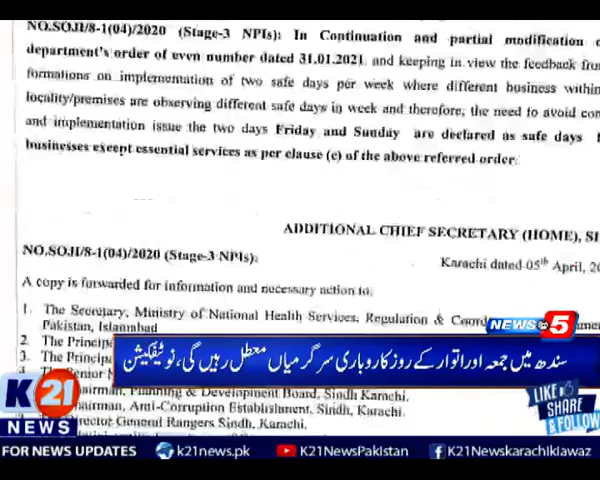 NO.SOJI/8-1(04)/2020 (Stage-3 NPIs): In Continuation and partial modification
department's order of even number dated 31.01.2021, and keeping in view the feedback from
formations on implementation of two safe days per week where different business within
locality/premises are observing different safe days in week and therefore, the need to avoid
and implementation issue the two days Friday and Sunday are declared as safe days
businesses except essential services as per clause (c) of the above referred order.
ADDITIONAL CHIEF SECRETARY (HOME),
NO.SOJI/8-1(04)/2020 (Stage-3 NPIs):
Karachi dated 05th April,
A copy is forwarded for information and necessary action to.
1. The Secretary, Ministry of National Health Services, Regulation &
Pakistan, Islamabad
NEWS @ 5
2. The
3. The
سندھ میں جمعہ اور اتوار کے روز کاروباری سرگرمیاں معطل رہیں گی، نوٹیفکیشن
Planning & Development Board, Sindh Karachi.
Anti-Corruption Establishment, Sindh, Karachi.
Director General Rangers Sindh, Karachi.
K21
NEWS
LIKE
SHARE
& FOLLOW
FOR NEWS UPDATES k21news.pk K21NewsPakistan K21Newskarachikiawaz